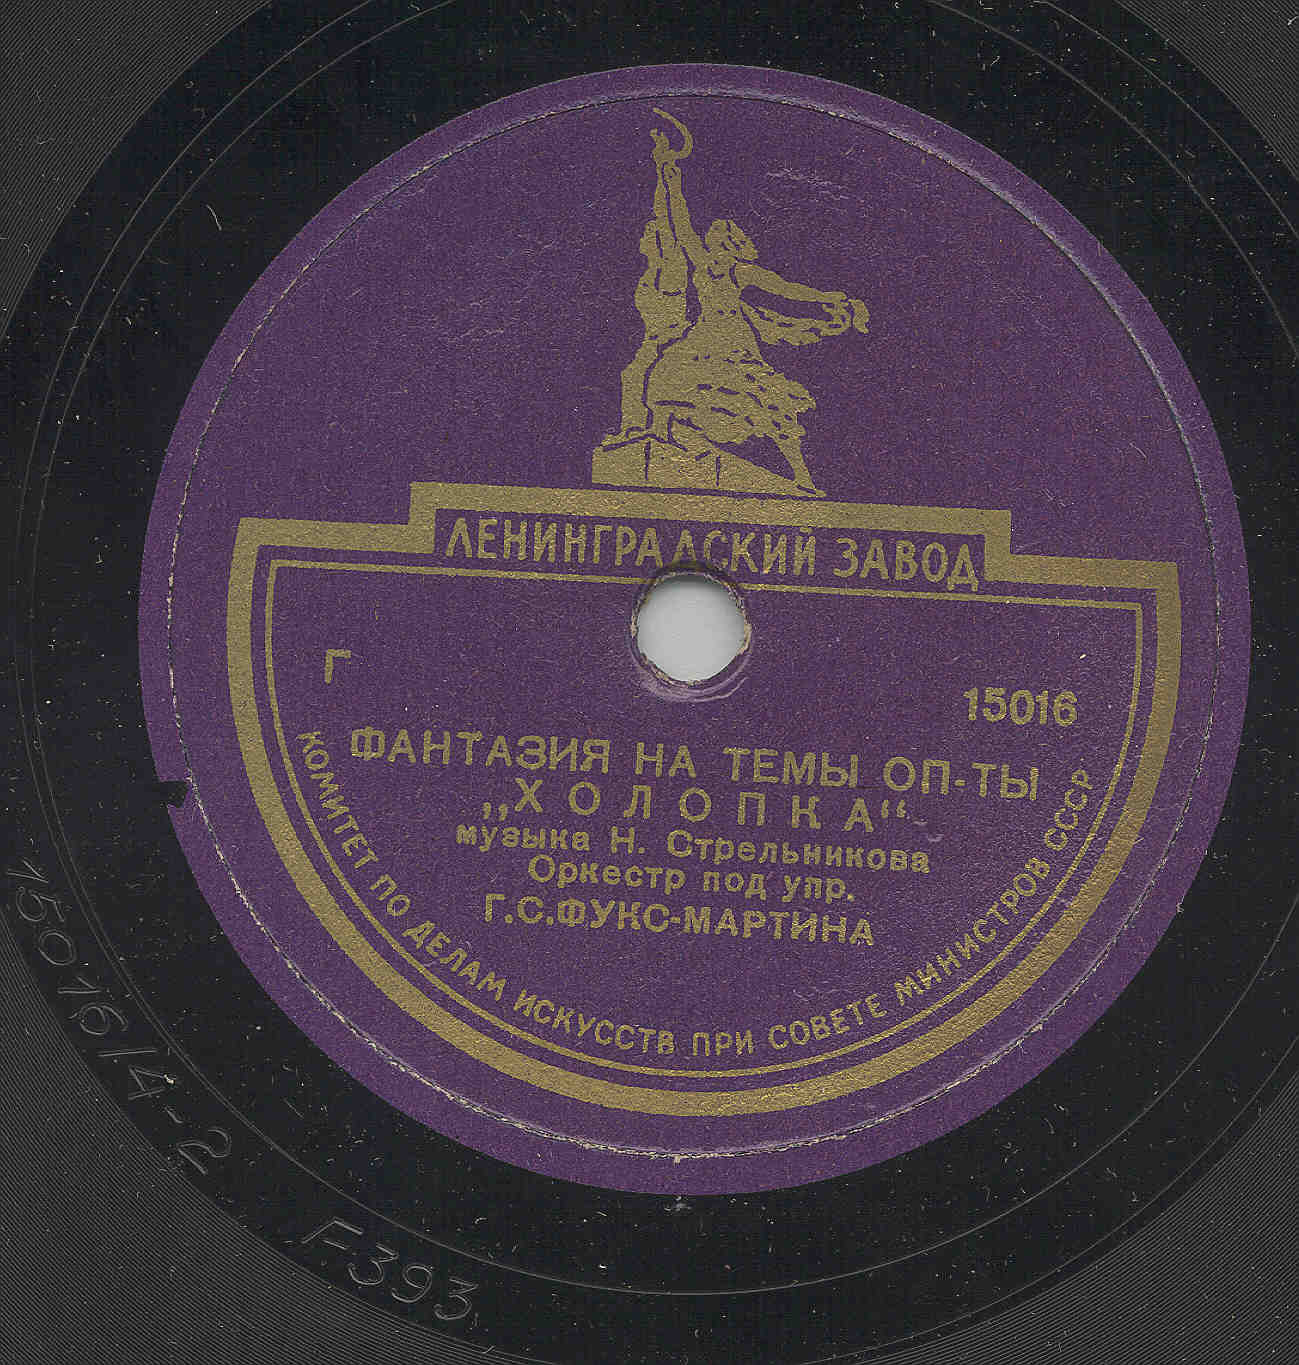 ЛЕНИНГРАДСКИЙ ЗАВОД
Г
15016
ФАНТАЗИЯ НА ТЕМЫ ОП-ТЫ
„ХОЛОПКА“
музыка Н. Стрельникова
Оркестр под упр.
Г.С.ФУКС-МАРТИНА
КОМИТЕТ ПО ДЕЛАМ ИСКУССТВ ПРИ СОВЕТЕ МИНИСТРОВ СССР
15016/4-2 F393